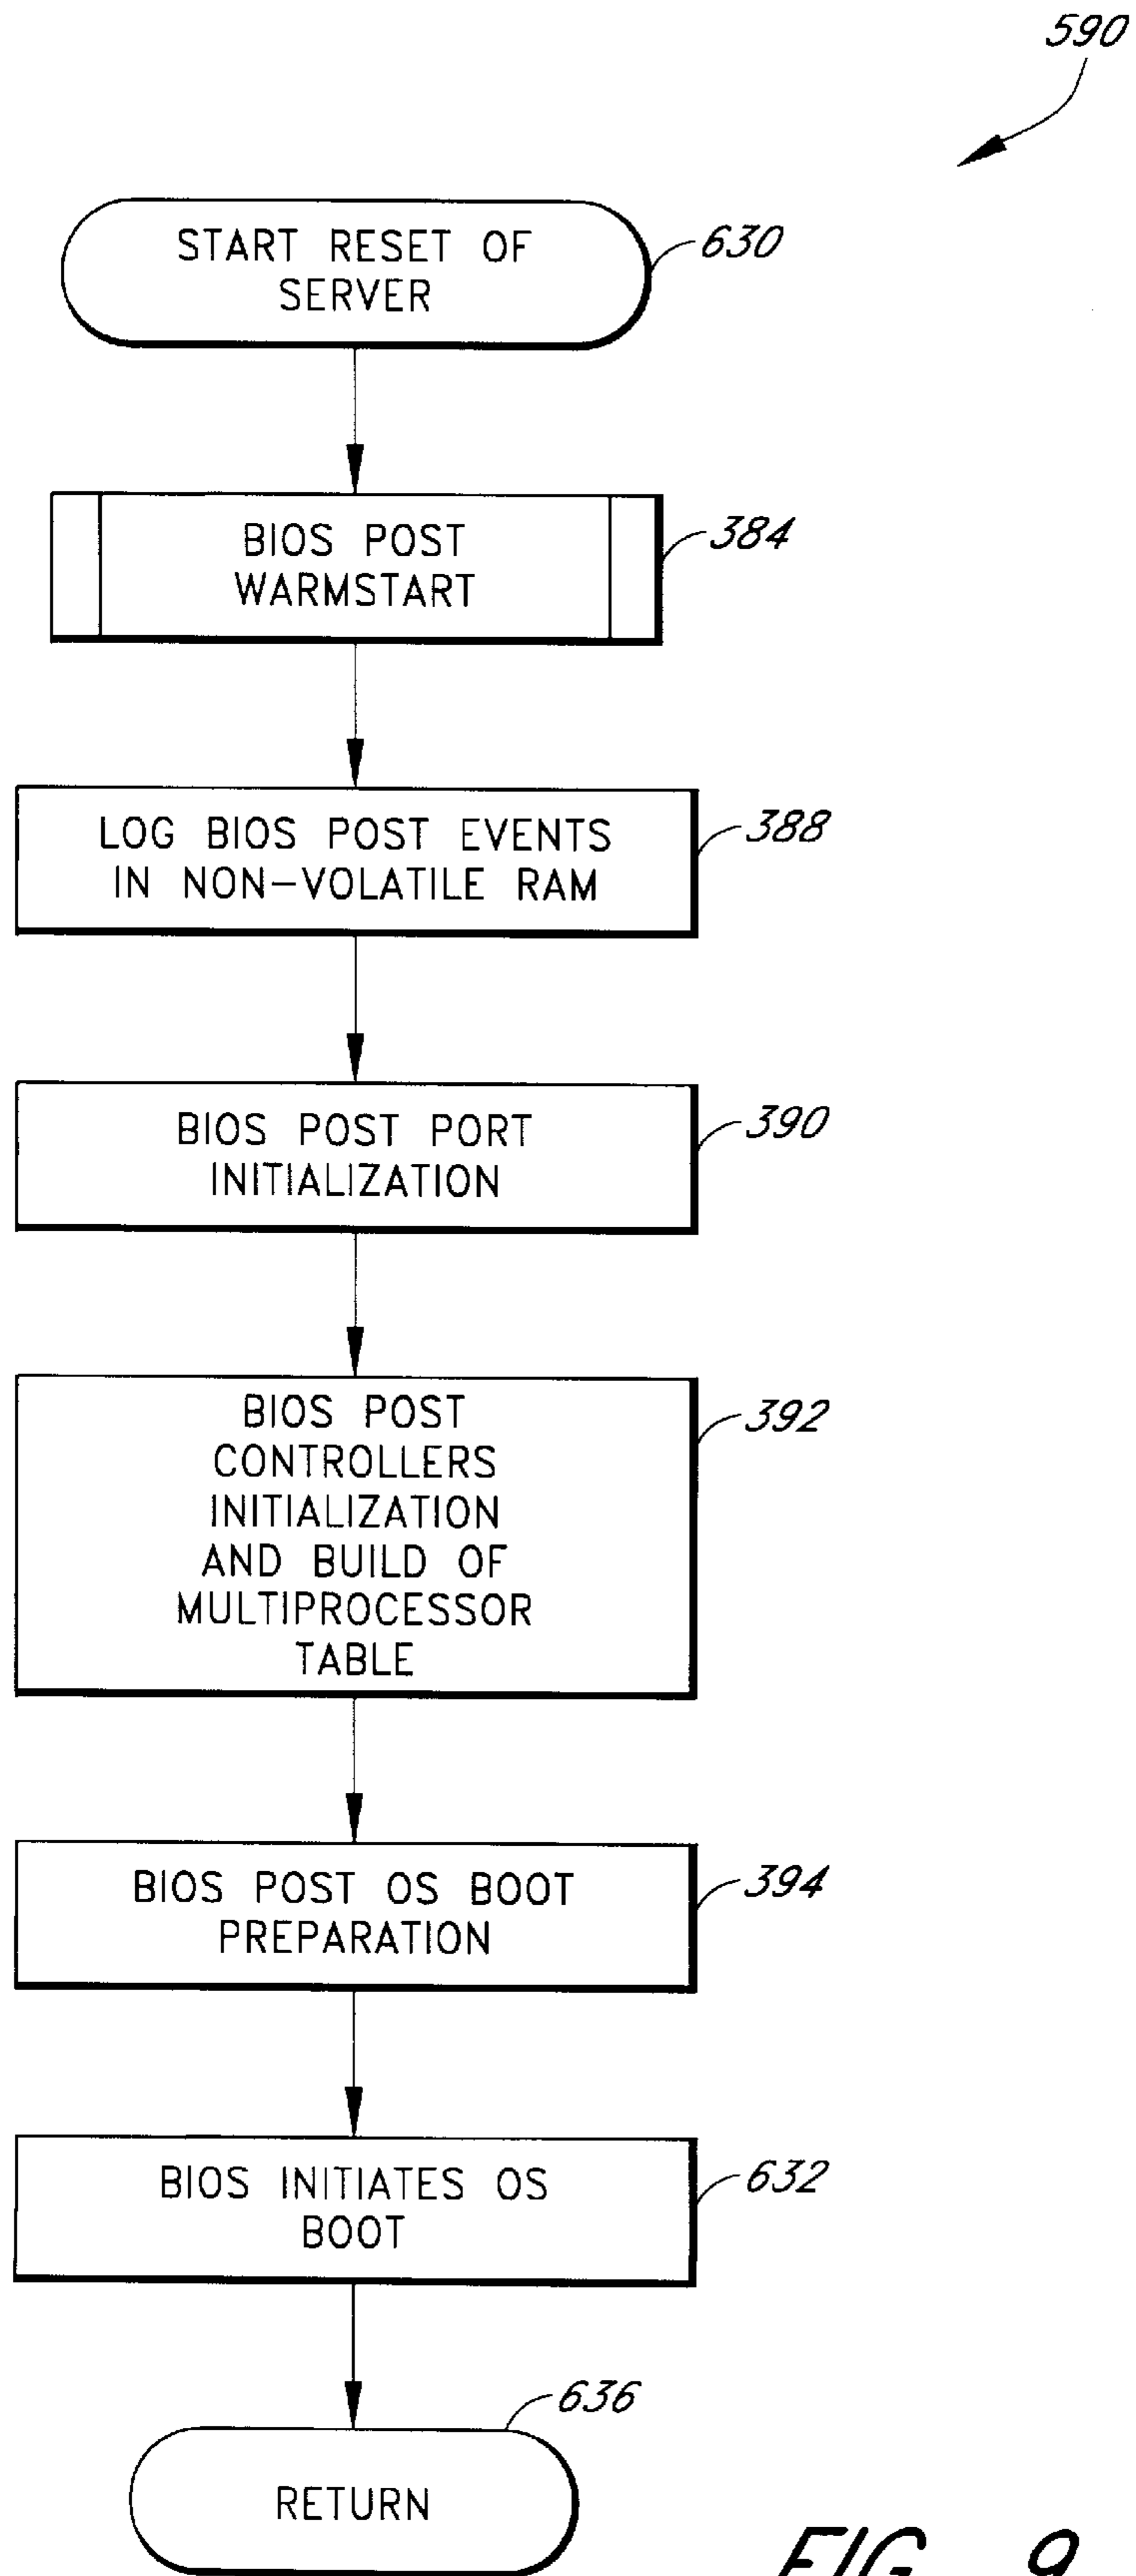 590
START RESET OF
SERVER
630
BIOS POST
WARMSTART
384
LOG BIOS POST EVENTS
IN NON-VOLATILE RAM
388
BIOS POST PORT
INITIALIZATION
390
BIOS POST
CONTROLLERS
INITIALIZATION
AND BUILD OF
MULTIPROCESSOR
TABLE
392
BIOS POST OS BOOT
PREPARATION
394
BIOS INITIATES OS
BOOT
632
636
RETURN
FIG. 9